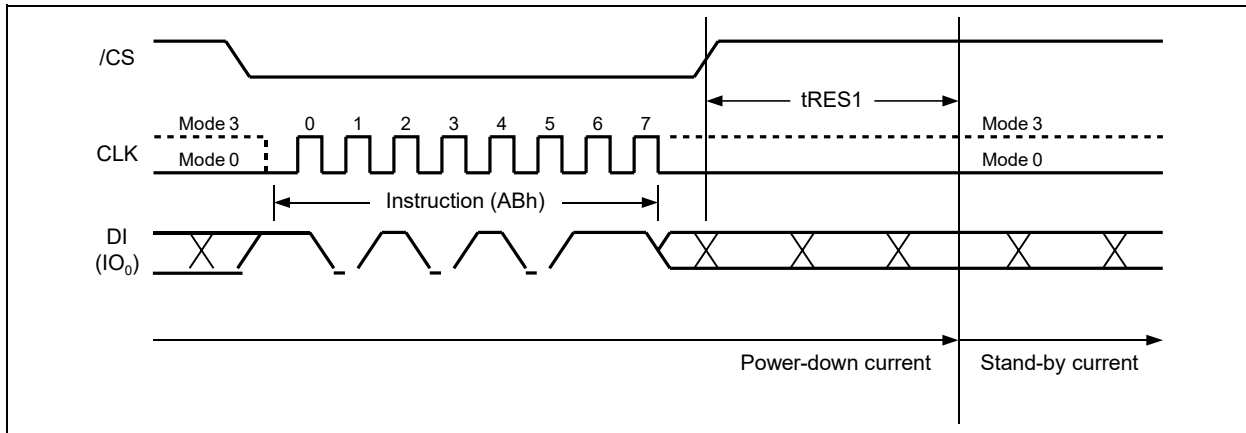 /CS
tRES1
Mode 3
0 1 2 3 4 5 6 7
Mode 3
CLK
Mode 0
Mode 0
Instruction (ABh)
DI
(IO₀)
Power-down current
Stand-by current